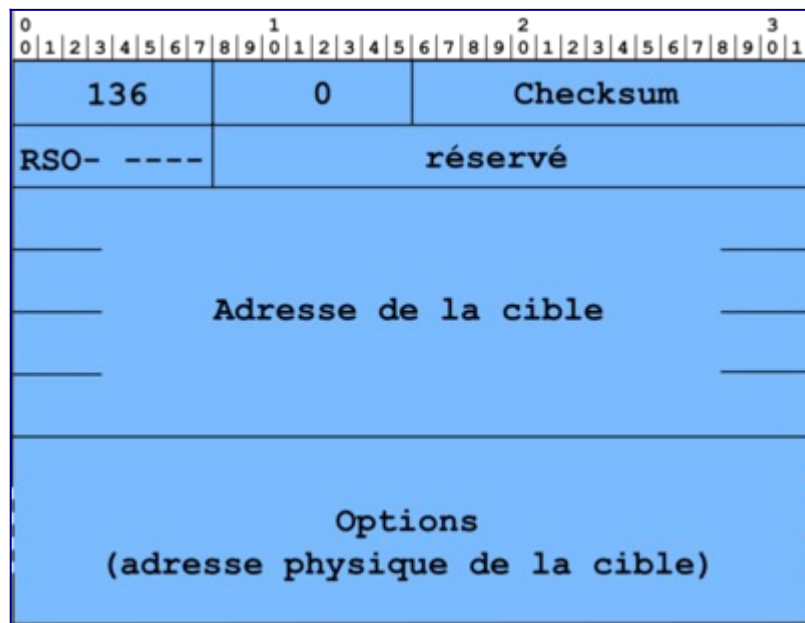 0 1 2 3
0|1|2|3|4|5|6|7|8|9|0|1|2|3|4|5|6|7|8|9|0|1|2|3|4|5|6|7|8|9|0|1
136 0 Checksum
RSO- ---- réservé
Adresse de la cible
Options
(adresse physique de la cible)